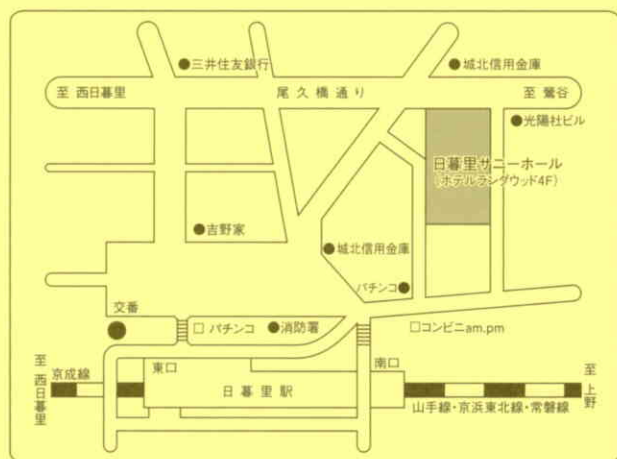 三井住友銀行
城北信用金庫
至 西日暮里
尾久橋通り
至 鶯谷
光陽社ビル
日暮里サニーホール
(ホテルラングウッド4F)
吉野家
城北信用金庫
パチンコ
交番
パチンコ
消防署
コンビニam.pm
至 西日暮里
京成線
東口
日暮里駅
南口
至 上野
山手線・京浜東北線・常磐線